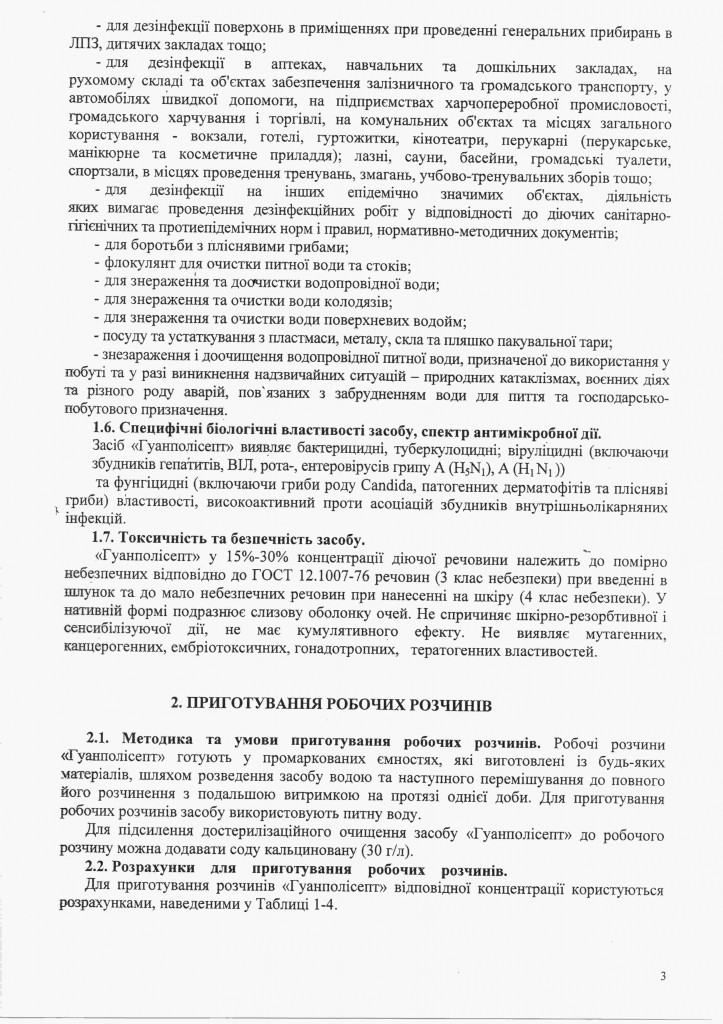 - для дезінфекції поверхонь в приміщеннях при проведенні генеральних прибирань в
ЛПЗ, дитячих закладах тощо;
- для дезінфекції в аптеках, навчальних та дошкільних закладах, на
рухомому складі та об'єктах забезпечення залізничного та громадського транспорту, у
автомобілях швидкої допомоги, на підприємствах харчопереробної промисловості,
громадського харчування і торгівлі, на комунальних об'єктах та місцях загального
користування - вокзали, готелі, гуртожитки, кінотеатри, перукарні (перукарське,
манікюрне та косметичне приладдя); лазні, сауни, басейни, громадські туалети,
спортзали, в місцях проведення тренувань, змагань, учбово-тренувальних зборів тощо;
- для дезінфекції на інших епідемічно значимих об'єктах, діяльність
яких вимагає проведення дезінфекційних робіт у відповідності до діючих санітарно-
гігієнічних та протиепідемічних норм і правил, нормативно-методичних документів;
- для боротьби з пліснявими грибами;
- флокулянт для очистки питної води та стоків;
- для знераження та доочистки водопровідної води;
- для знераження та очистки води колодязів;
- для знераження та очистки води поверхневих водойм;
- посуду та устаткування з пластмаси, металу, скла та пляшко пакувальної тари;
- знезараження і доочищення водопровідної питної води, призначеної до використання у
побуті та у разі виникнення надзвичайних ситуацій – природних катаклізмах, воєнних діях
та різного роду аварій, пов`язаних з забрудненням води для пиття та господарсько-
побутового призначення.
1.6. Специфічні біологічні властивості засобу, спектр антимікробної дії.
Засіб «Гуанполісепт» виявляє бактерицидні, туберкулоцидні; віруліцидні (включаючи
збудників гепатитів, ВІЛ, рота-, ентеровірусів грипу А (H5N1), А (H1 N1 ))
та фунгіцидні (включаючи гриби роду Candida, патогенних дерматофітів та плісняві
гриби) властивості, високоактивний проти асоціацій збудників внутрішньолікарняних
інфекцій.
1.7. Токсичність та безпечність засобу.
«Гуанполісепт» у 15%-30% концентрації діючої речовини належить до помірно
небезпечних відповідно до ГОСТ 12.1007-76 речовин (3 клас небезпеки) при введенні в
шлунок та до мало небезпечних речовин при нанесенні на шкіру (4 клас небезпеки). У
нативній формі подразнює слизову оболонку очей. Не спричиняє шкірно-резорбтивної і
сенсибілізуючої дії, не має кумулятивного ефекту. Не виявляє мутагенних,
канцерогенних, ембріотоксичних, гонадотропних, тератогенних властивостей.
2. ПРИГОТУВАННЯ РОБОЧИХ РОЗЧИНІВ
2.1. Методика та умови приготування робочих розчинів. Робочі розчини
«Гуанполісепт» готують у промаркованих ємностях, які виготовлені із будь-яких
матеріалів, шляхом розведення засобу водою та наступного перемішування до повного
його розчинення з подальшою витримкою на протязі однієї доби. Для приготування
робочих розчинів засобу використовують питну воду.
Для підсилення достерилізаційного очищення засобу «Гуанполісепт» до робочого
розчину можна додавати соду кальциновану (30 г/л).
2.2. Розрахунки для приготування робочих розчинів.
Для приготування розчинів «Гуанполісепт» відповідної концентрації користуються
розрахунками, наведеними у Таблиці 1-4.
3